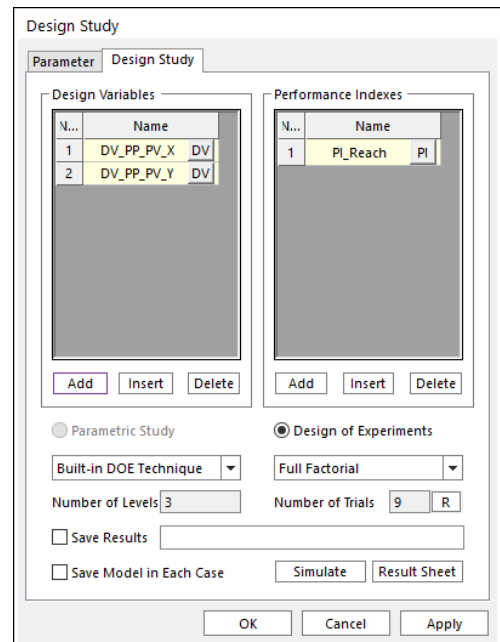 Design Study
Parameter Design Study
Design Variables
N... Name
1 DV_PP_PV_X DV
2 DV_PP_PV_Y DV
Add Insert Delete
Performance Indexes
N... Name
1 PI_Reach PI
Add Insert Delete
Parametric Study Design of Experiments
Built-in DOE Technique Full Factorial
Number of Levels 3 Number of Trials 9 R
Save Results
Save Model in Each Case Simulate Result Sheet
OK Cancel Apply